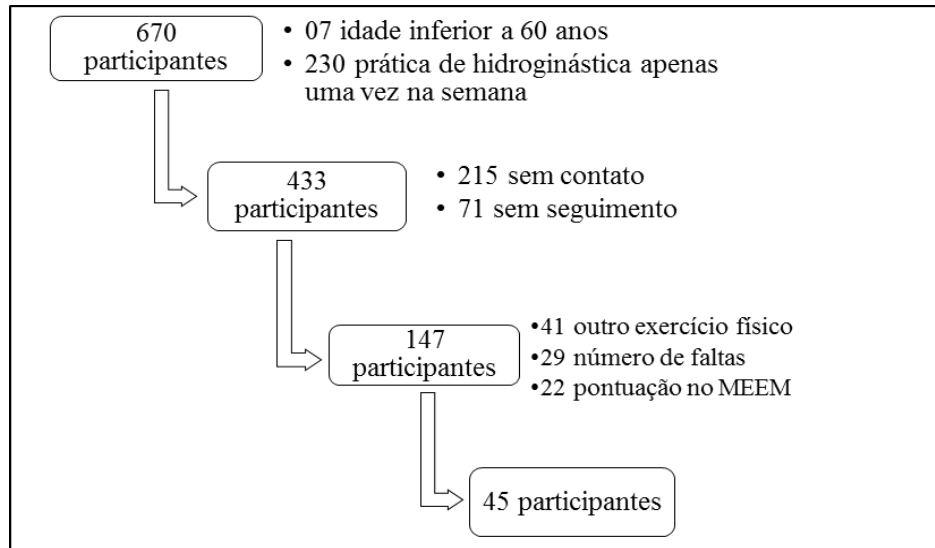 670
participantes
• 07 idade inferior a 60 anos
• 230 prática de hidroginástica apenas
uma vez na semana
433
participantes
• 215 sem contato
• 71 sem seguimento
147
participantes
•41 outro exercício físico
•29 número de faltas
•22 pontuação no MEEM
45 participantes